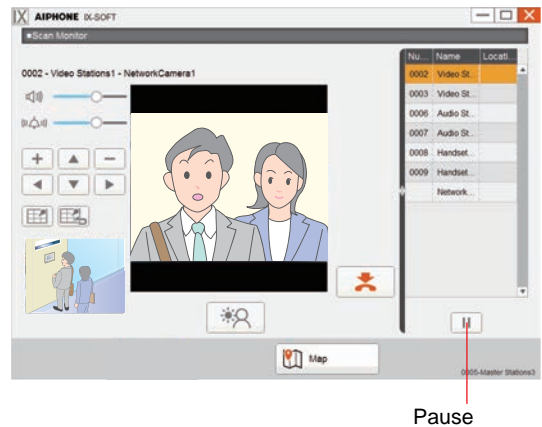 AIPHONE IX-SOFT
▪Scan Monitor
0002 - Video Stations1 - NetworkCamera1
Nu... Name Locati...
0002 Video St...
0003 Video St...
0006 Audio St...
0007 Audio St...
0008 Handset...
0009 Handset...
Network...
Map
0005-Master Stations3
Pause